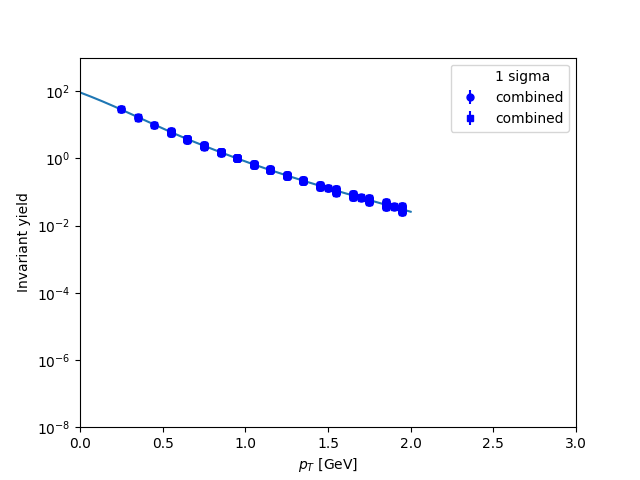 1 sigma
combined
combined
10^2
10^0
10^-2
10^-4
10^-6
10^-8
Invariant yield
0.0 0.5 1.0 1.5 2.0 2.5 3.0
p_T [GeV]